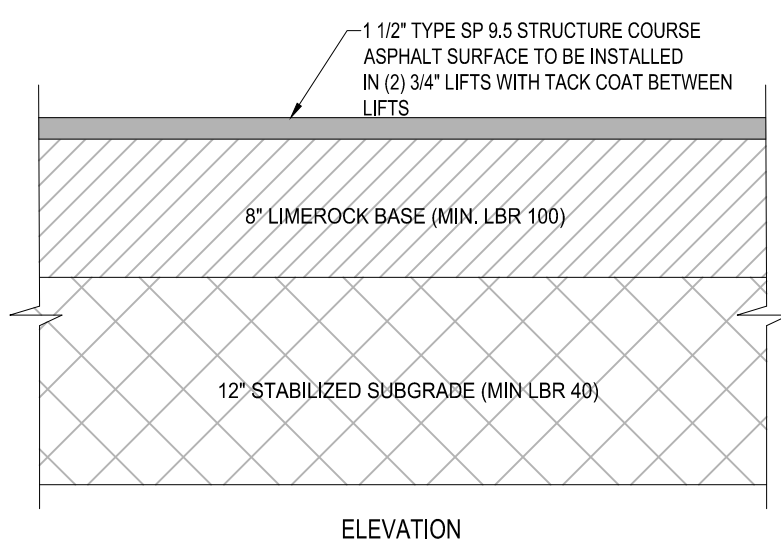 1 1/2" TYPE SP 9.5 STRUCTURE COURSE
ASPHALT SURFACE TO BE INSTALLED
IN (2) 3/4" LIFTS WITH TACK COAT BETWEEN
LIFTS
8" LIMEROCK BASE (MIN. LBR 100)
12" STABILIZED SUBGRADE (MIN LBR 40)
ELEVATION